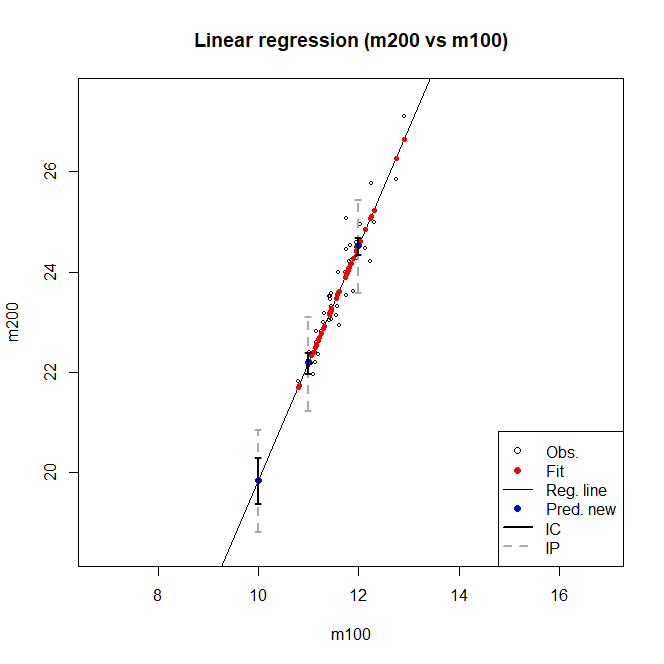 Linear regression (m200 vs m100)
m200
26
24
22
20
8 10 12 14 16
m100
Obs.
Fit
Reg. line
Pred. new
IC
IP